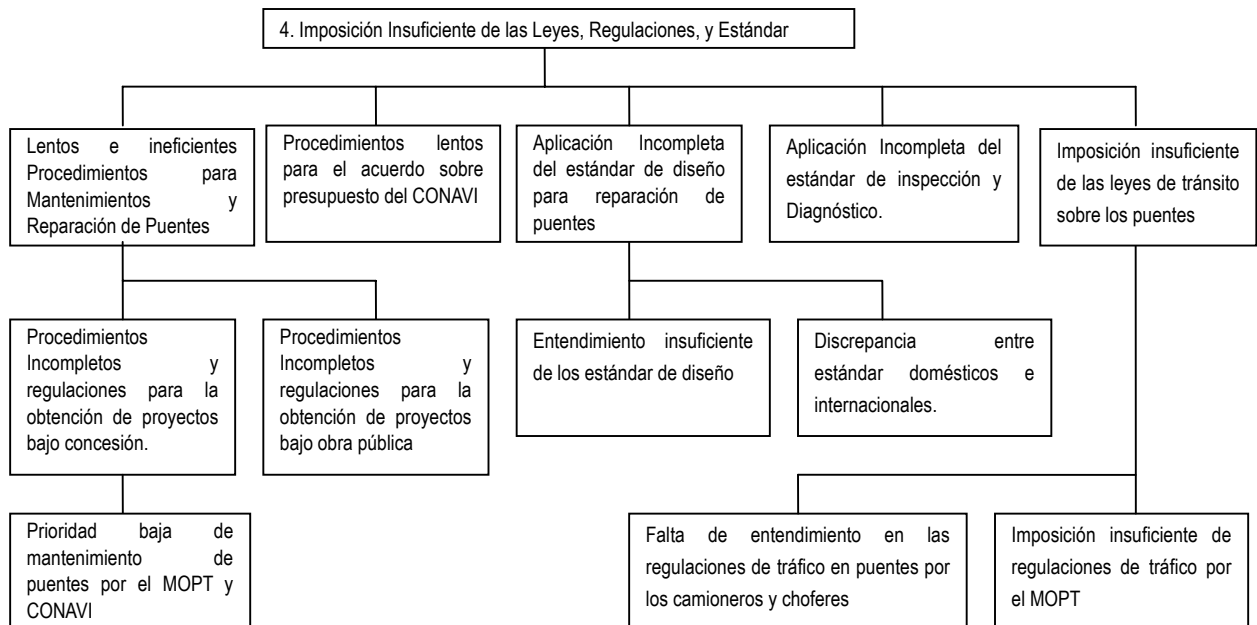 4. Imposición Insuficiente de las Leyes, Regulaciones, y Estándar
Lentos e ineficientes
Procedimientos para
Mantenimientos y
Reparación de Puentes
Procedimientos lentos
para el acuerdo sobre
presupuesto del CONAVI
Aplicación Incompleta
del estándar de diseño
para reparación de
puentes
Aplicación Incompleta del
estándar de inspección y
Diagnóstico.
Imposición insuficiente
de las leyes de tránsito
sobre los puentes
Procedimientos
Incompletos y
regulaciones para la
obtención de proyectos
bajo concesión.
Procedimientos
Incompletos y
regulaciones para la
obtención de proyectos
bajo obra pública
Entendimiento insuficiente
de los estándar de diseño
Discrepancia entre
estándar domésticos e
internacionales.
Prioridad baja de
mantenimiento de
puentes por el MOPT y
CONAVI
Falta de entendimiento en las
regulaciones de tráfico en puentes por
los camioneros y choferes
Imposición insuficiente de
regulaciones de tráfico por
el MOPT